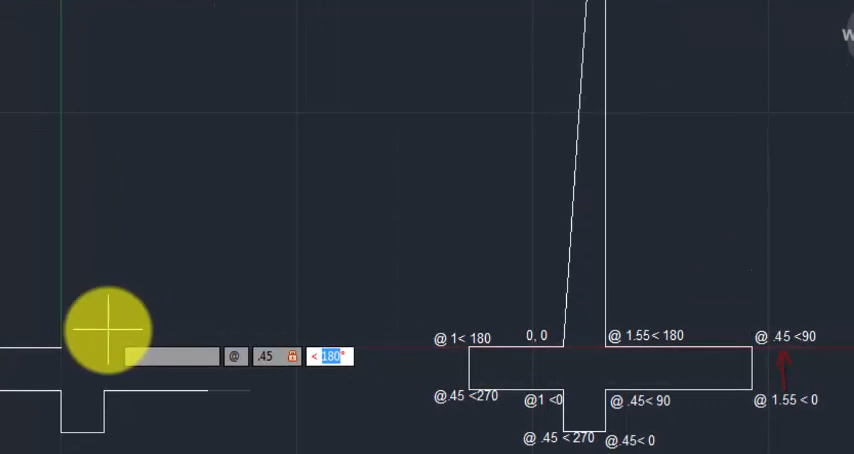 W
@ 1< 180
0, 0
@ 1.55< 180
@ .45 <90
@ .45 < 180°
@.45 <270
@1 <0
@ .45< 90
@ 1.55 < 0
@ .45 < 270
@.45< 0